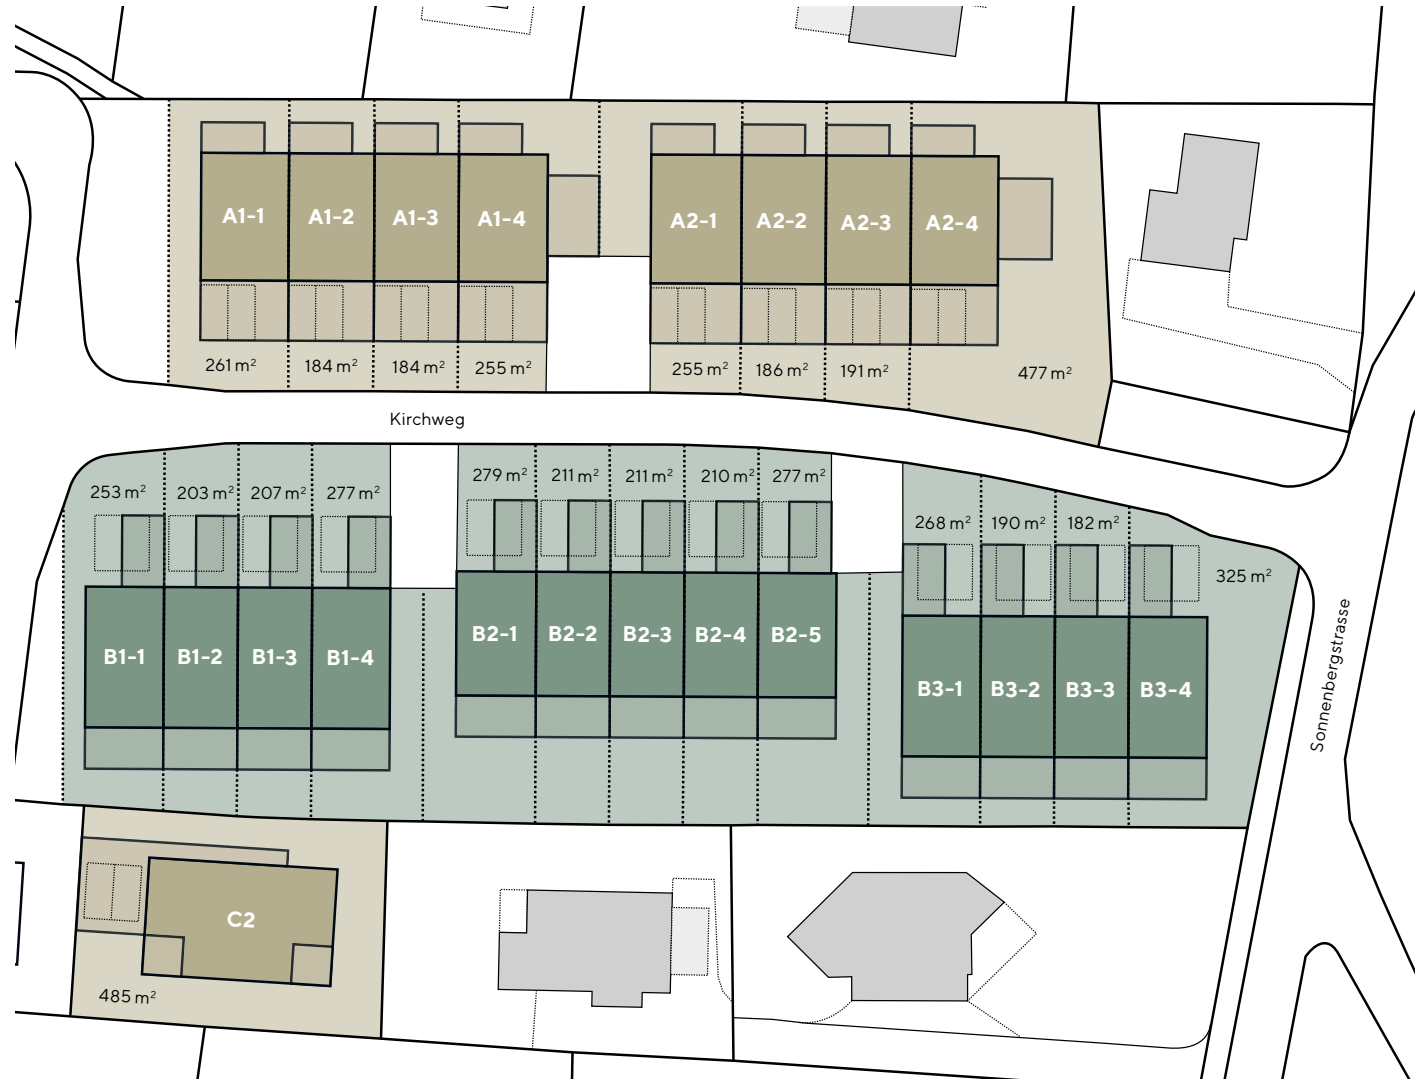 A1-1 A1-2 A1-3 A1-4
A2-1 A2-2 A2-3 A2-4
261 m² 184 m² 184 m² 255 m²
255 m² 186 m² 191 m² 477 m²
Kirchweg
253 m² 203 m² 207 m² 277 m²
279 m² 211 m² 211 m² 210 m² 277 m²
268 m² 190 m² 182 m² 325 m²
B1-1 B1-2 B1-3 B1-4
B2-1 B2-2 B2-3 B2-4 B2-5
B3-1 B3-2 B3-3 B3-4
Sonnenbergstrasse
C2
485 m²